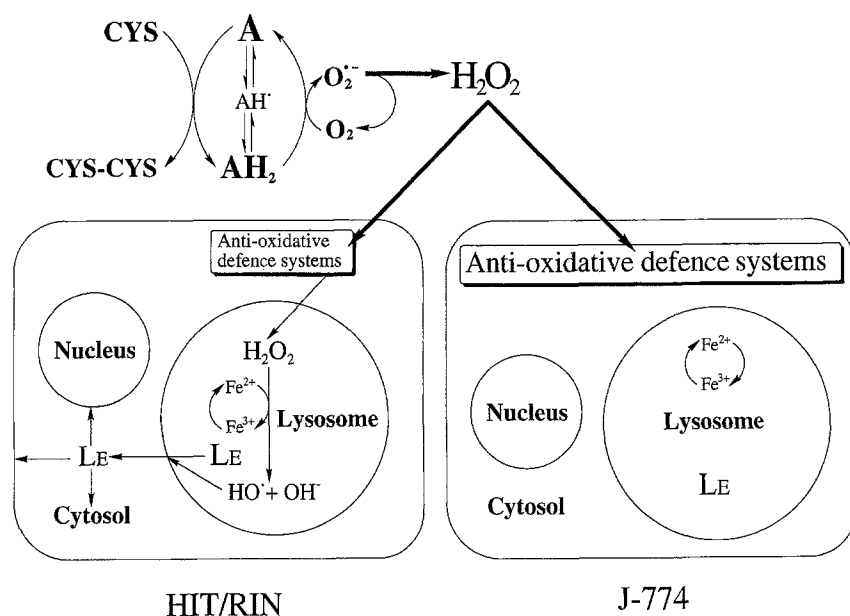 CYS
A
O₂·⁻
H₂O₂
AH·
O₂
CYS-CYS
AH₂
Anti-oxidative
defence systems
Nucleus
H₂O₂
Fe²⁺
Fe³⁺
Lysosome
LE
LE
HO· + OH⁻
Cytosol
HIT/RIN
Anti-oxidative defence systems
Fe²⁺
Fe³⁺
Nucleus
Lysosome
LE
Cytosol
J-774